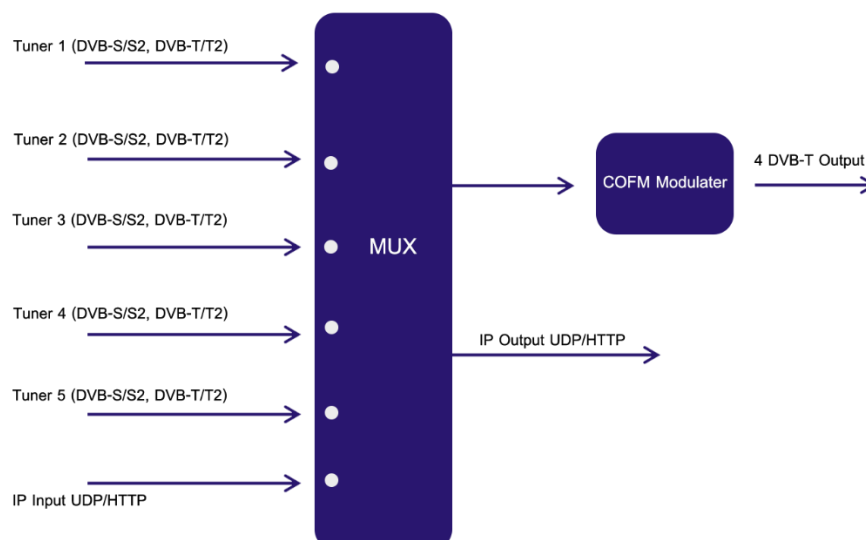 Tuner 1 (DVB-S/S2, DVB-T/T2)
Tuner 2 (DVB-S/S2, DVB-T/T2)
Tuner 3 (DVB-S/S2, DVB-T/T2)
Tuner 4 (DVB-S/S2, DVB-T/T2)
Tuner 5 (DVB-S/S2, DVB-T/T2)
IP Input UDP/HTTP
MUX
COFM Modulater
4 DVB-T Output
IP Output UDP/HTTP